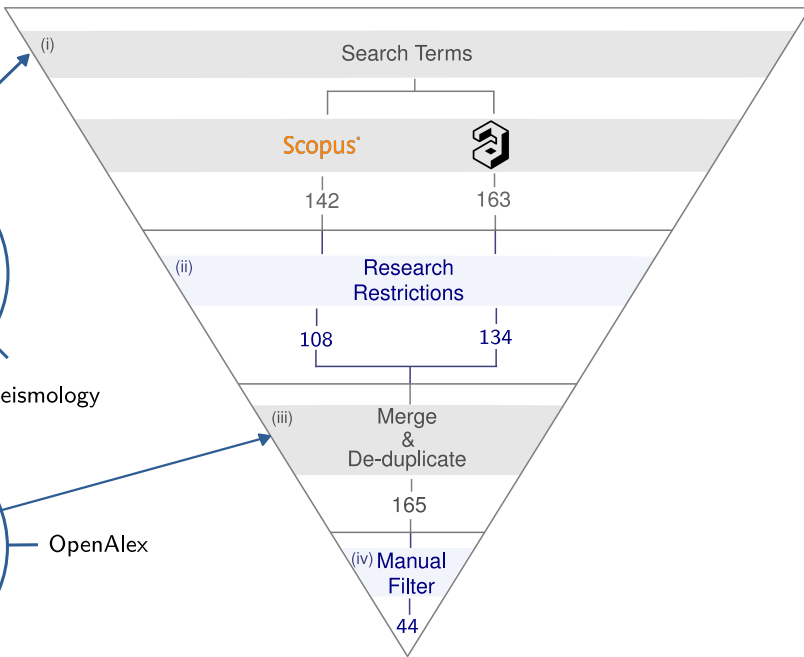 (i)
Search Terms
Scopus
142
163
(ii)
Research
Restrictions
108
134
eismology
(iii)
Merge
&
De-duplicate
165
OpenAlex
(iv) Manual
Filter
44